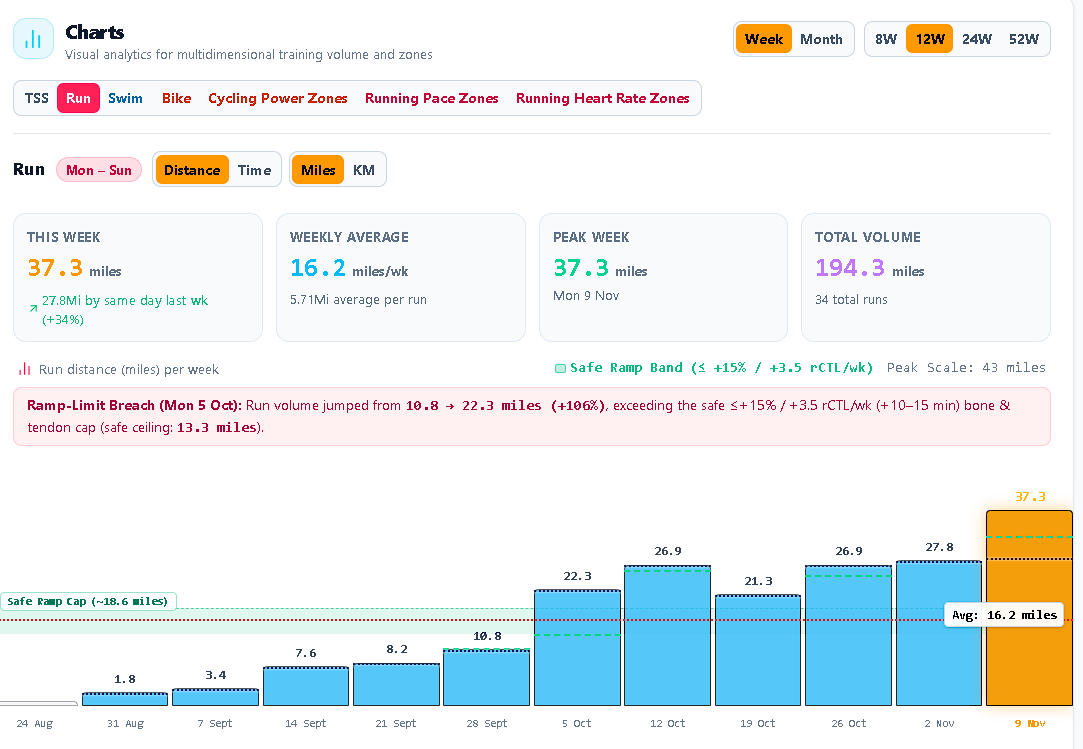 Charts
Visual analytics for multidimensional training volume and zones
Week Month 8W 12W 24W 52W
TSS Run Swim Bike Cycling Power Zones Running Pace Zones Running Heart Rate Zones
Run Mon – Sun Distance Time Miles KM
THIS WEEK
37.3 miles
27.8Mi by same day last wk
(+34%)
WEEKLY AVERAGE
16.2 miles/wk
5.71Mi average per run
PEAK WEEK
37.3 miles
Mon 9 Nov
TOTAL VOLUME
194.3 miles
34 total runs
Run distance (miles) per week
Safe Ramp Band (≤ +15% / +3.5 rCTL/wk) Peak Scale: 43 miles
Ramp-Limit Breach (Mon 5 Oct): Run volume jumped from 10.8 → 22.3 miles (+106%), exceeding the safe ≤+15% / +3.5 rCTL/wk (+10–15 min) bone &
tendon cap (safe ceiling: 13.3 miles).
37.3
26.9 26.9 27.8
22.3 21.3
Safe Ramp Cap (~18.6 miles)
Avg: 16.2 miles
1.8 3.4 7.6 8.2 10.8
24 Aug 31 Aug 7 Sept 14 Sept 21 Sept 28 Sept 5 Oct 12 Oct 19 Oct 26 Oct 2 Nov 9 Nov